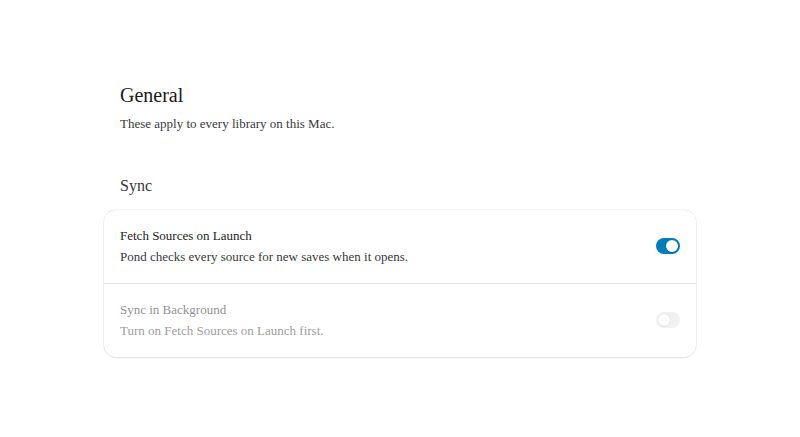 General
These apply to every library on this Mac.
Sync
Fetch Sources on Launch
Pond checks every source for new saves when it opens.
Sync in Background
Turn on Fetch Sources on Launch first.